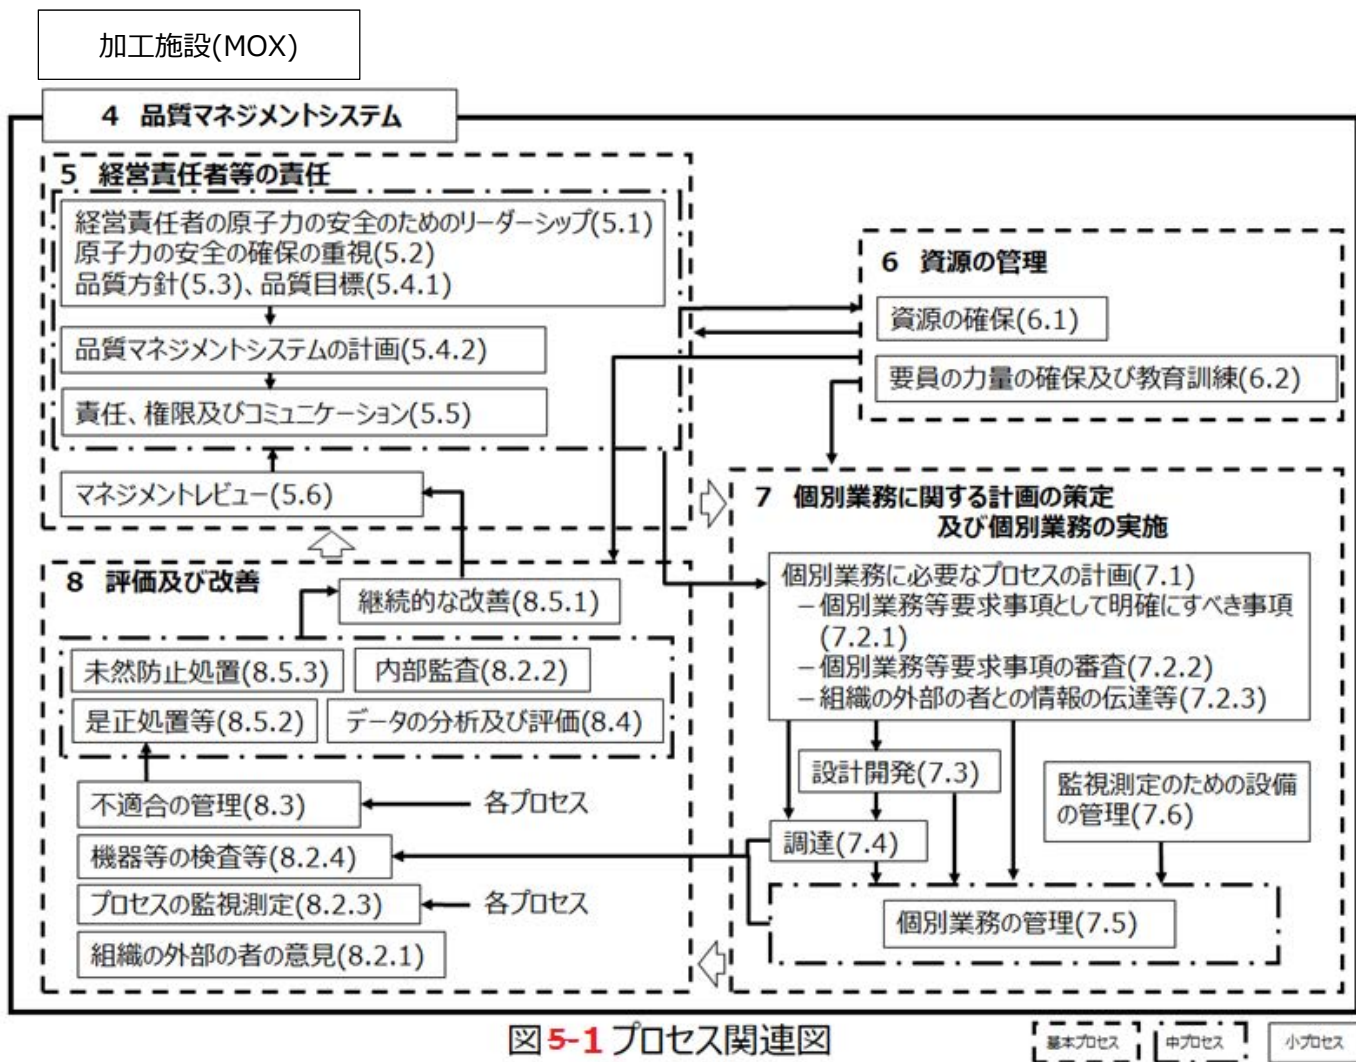 加工施設(MOX)
4 品質マネジメントシステム
5 経営責任者等の責任
経営責任者の原子力の安全のためのリーダーシップ(5.1)
原子力の安全の確保の重視(5.2)
品質方針(5.3)、品質目標(5.4.1)
品質マネジメントシステムの計画(5.4.2)
責任、権限及びコミュニケーション(5.5)
マネジメントレビュー(5.6)
6 資源の管理
資源の確保(6.1)
要員の力量の確保及び教育訓練(6.2)
7 個別業務に関する計画の策定
及び個別業務の実施
個別業務に必要なプロセスの計画(7.1)
－個別業務等要求事項として明確にすべき事項
(7.2.1)
－個別業務等要求事項の審査(7.2.2)
－組織の外部の者との情報の伝達等(7.2.3)
設計開発(7.3)
調達(7.4)
監視測定のための設備
の管理(7.6)
個別業務の管理(7.5)
8 評価及び改善
継続的な改善(8.5.1)
未然防止処置(8.5.3)
内部監査(8.2.2)
是正処置等(8.5.2)
データの分析及び評価(8.4)
不適合の管理(8.3)
各プロセス
機器等の検査等(8.2.4)
プロセスの監視測定(8.2.3)
各プロセス
組織の外部の者の意見(8.2.1)
図5-1 プロセス関連図
基本プロセス
中プロセス
小プロセス